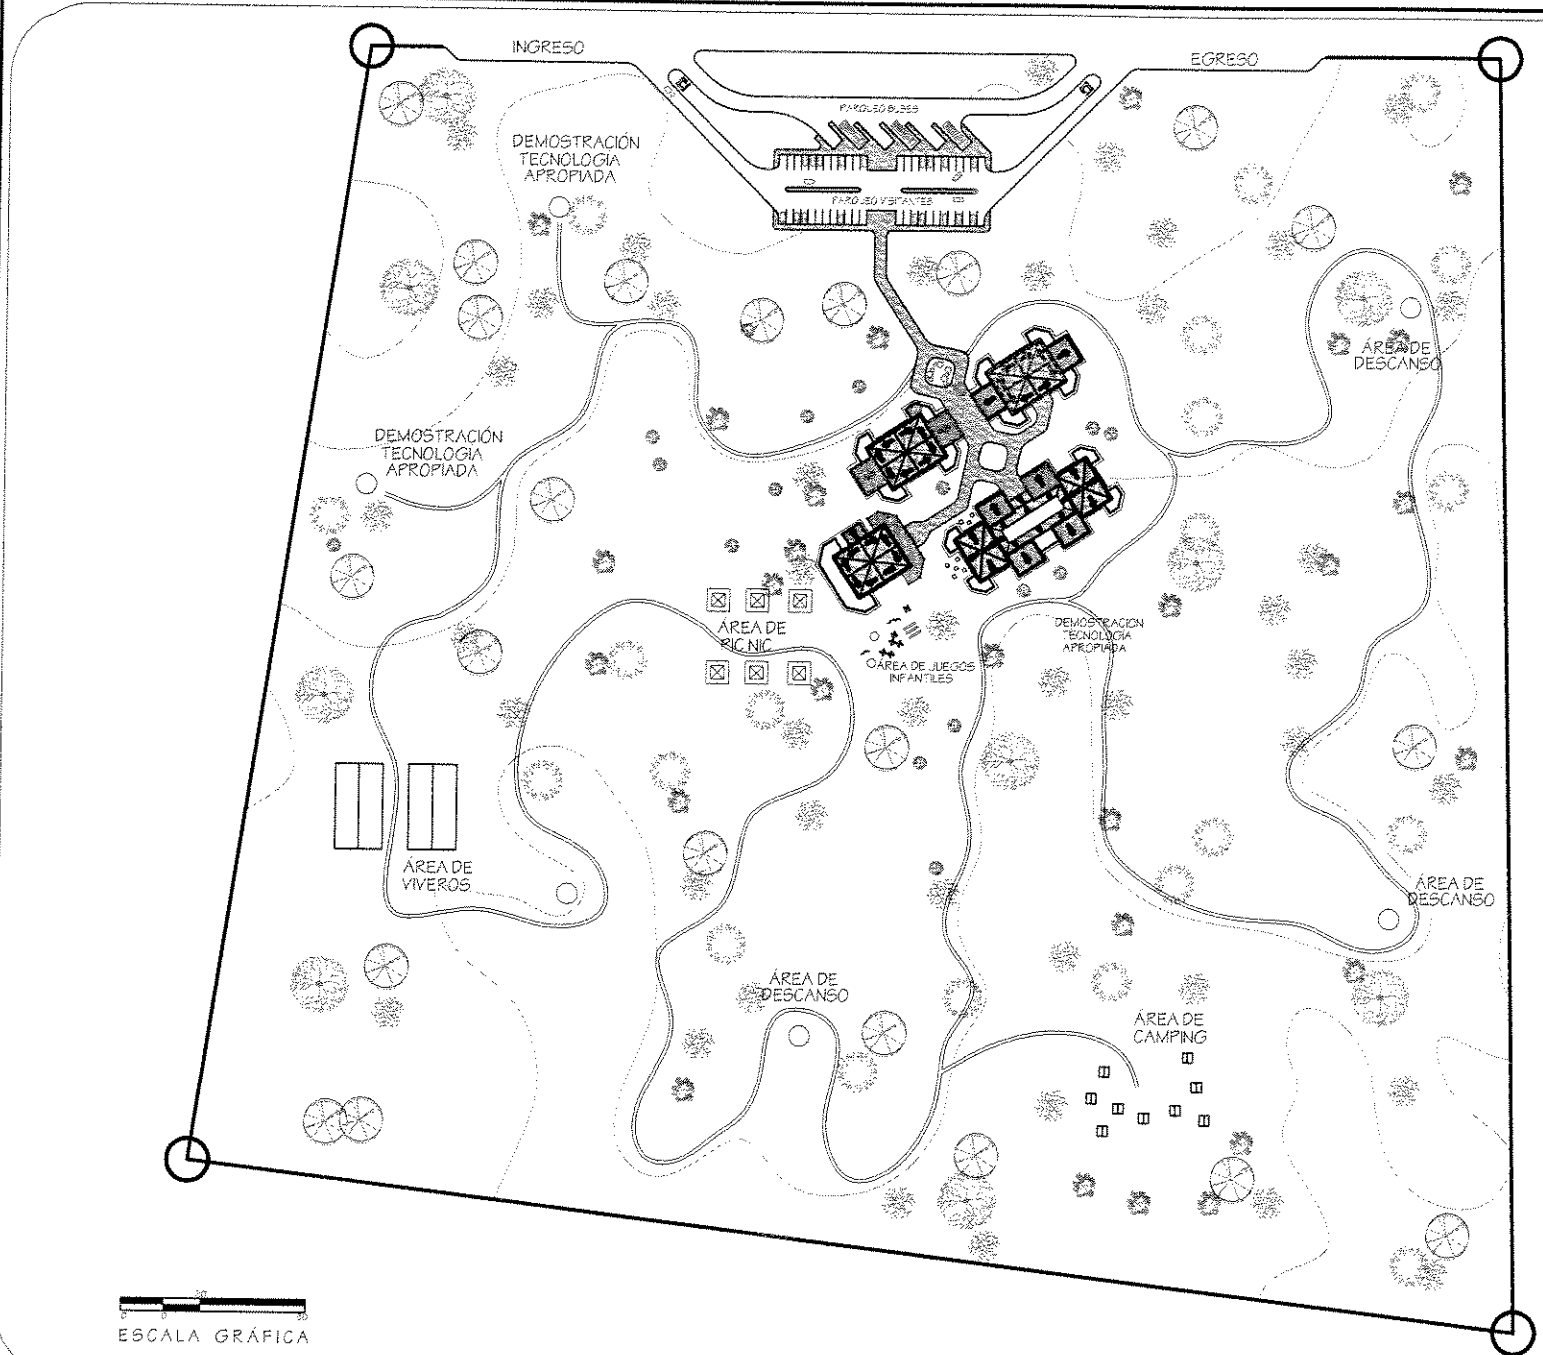 INGRESO
EGRESO
PARQUEO BUSES
DEMOSTRACIÓN
TECNOLOGIA
APROPIADA
PARQUEO VISITANTES
ÁREA DE
DESCANSO
DEMOSTRACIÓN
TECNOLOGIA
APROPIADA
ÁREA DE
PIC NIC
DEMOSTRACION
TECNOLOGIA
APROPIADA
ÁREA DE JUEGOS
INFANTILES
ÁREA DE
VIVEROS
ÁREA DE
DESCANSO
ÁREA DE
DESCANSO
ÁREA DE
CAMPING
ESCALA GRÁFICA